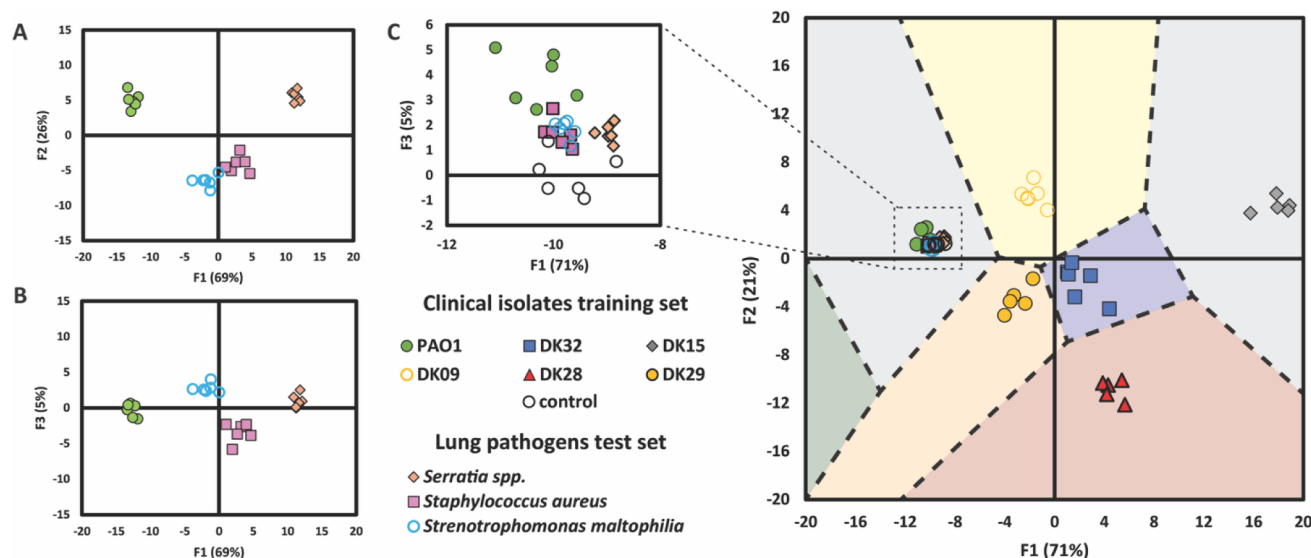 A
15
10
5
0
-5
-10
-15
F2 (26%)
-20 -15 -10 -5 0 5 10 15 20
F1 (69%)
B
15
10
5
0
-5
-10
-15
F3 (5%)
-20 -15 -10 -5 0 5 10 15 20
F1 (69%)
C
6
5
4
3
2
1
0
-1
-2
F3 (5%)
-12 -10 -8
F1 (71%)
Clinical isolates training set
PAO1 DK32 DK15
DK09 DK28 DK29
control
Lung pathogens test set
Serratia spp.
Staphylococcus aureus
Strenotrophomonas maltophilia
20
16
12
8
4
0
-4
-8
-12
-16
-20
F2 (21%)
-20 -16 -12 -8 -4 0 4 8 12 16 20
F1 (71%)